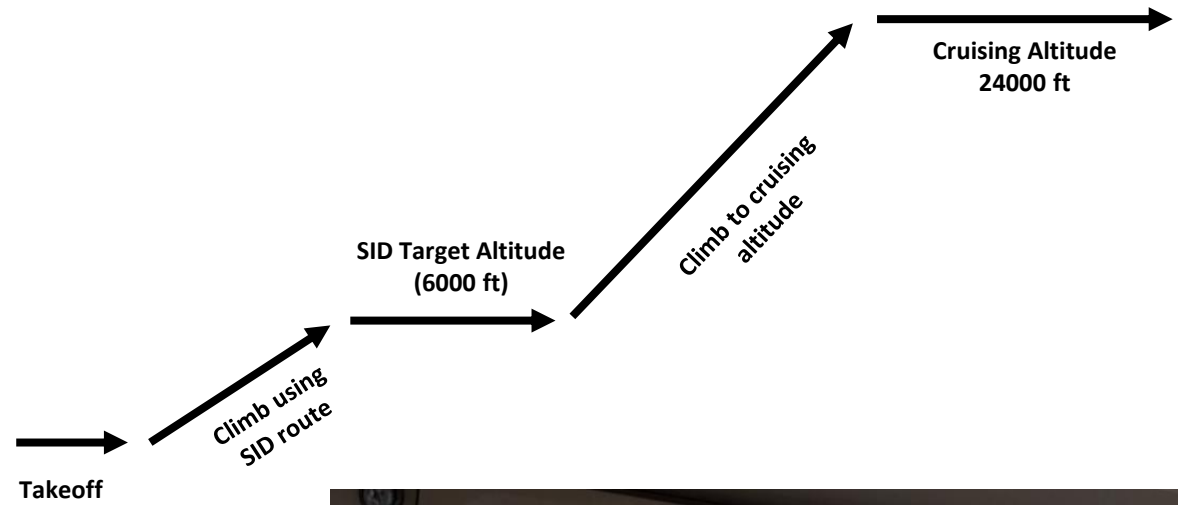 Cruising Altitude
24000 ft
Climb to cruising
altitude
SID Target Altitude
(6000 ft)
Climb using
SID route
Takeoff